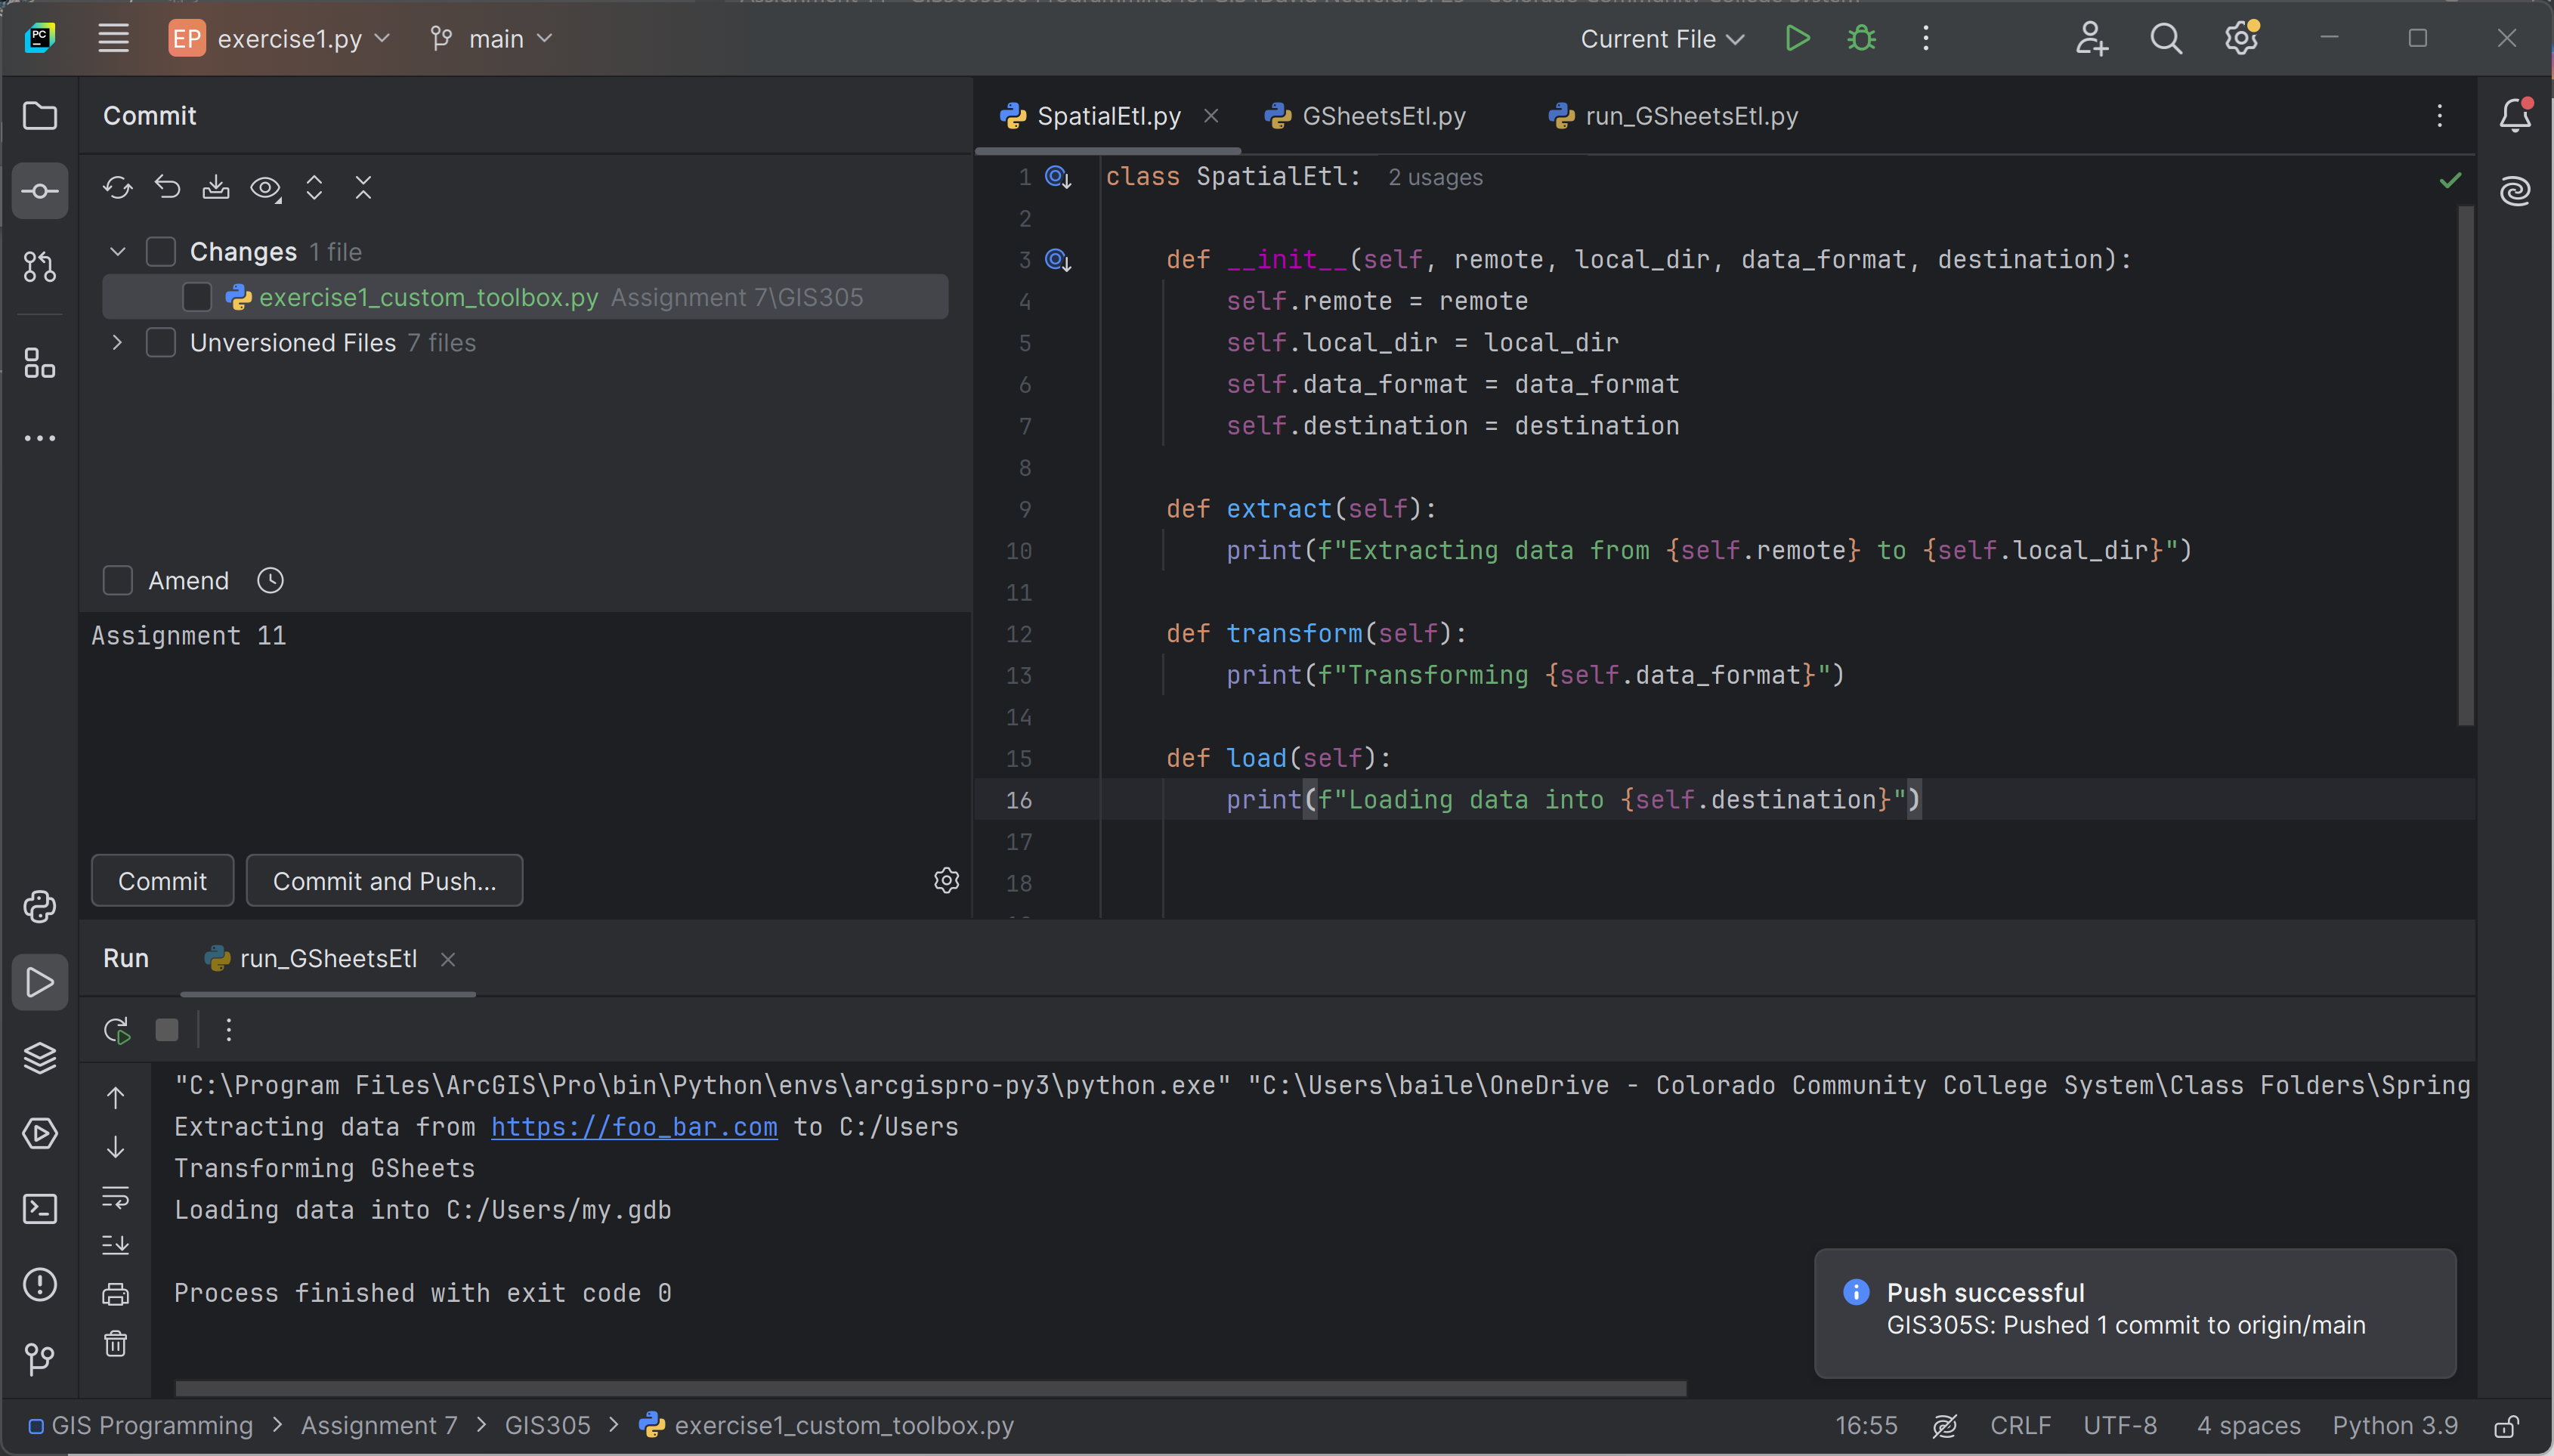 PC
EP exercise1.py main Current File
Commit
Changes 1 file
exercise1_custom_toolbox.py Assignment 7\GIS305
Unversioned Files 7 files
Amend
Assignment 11
Commit Commit and Push...
SpatialEtl.py GSheetsEtl.py run_GSheetsEtl.py
1 class SpatialEtl: 2 usages
2
3 def __init__(self, remote, local_dir, data_format, destination):
4 self.remote = remote
5 self.local_dir = local_dir
6 self.data_format = data_format
7 self.destination = destination
8
9 def extract(self):
10 print(f"Extracting data from {self.remote} to {self.local_dir}")
11
12 def transform(self):
13 print(f"Transforming {self.data_format}")
14
15 def load(self):
16 print(f"Loading data into {self.destination}")
17
18
Run run_GSheetsEtl
"C:\Program Files\ArcGIS\Pro\bin\Python\envs\arcgispro-py3\python.exe" "C:\Users\baile\OneDrive - Colorado Community College System\Class Folders\Spring
Extracting data from https://foo_bar.com to C:/Users
Transforming GSheets
Loading data into C:/Users/my.gdb
Process finished with exit code 0
Push successful
GIS305S: Pushed 1 commit to origin/main
GIS Programming > Assignment 7 > GIS305 > exercise1_custom_toolbox.py 16:55 CRLF UTF-8 4 spaces Python 3.9